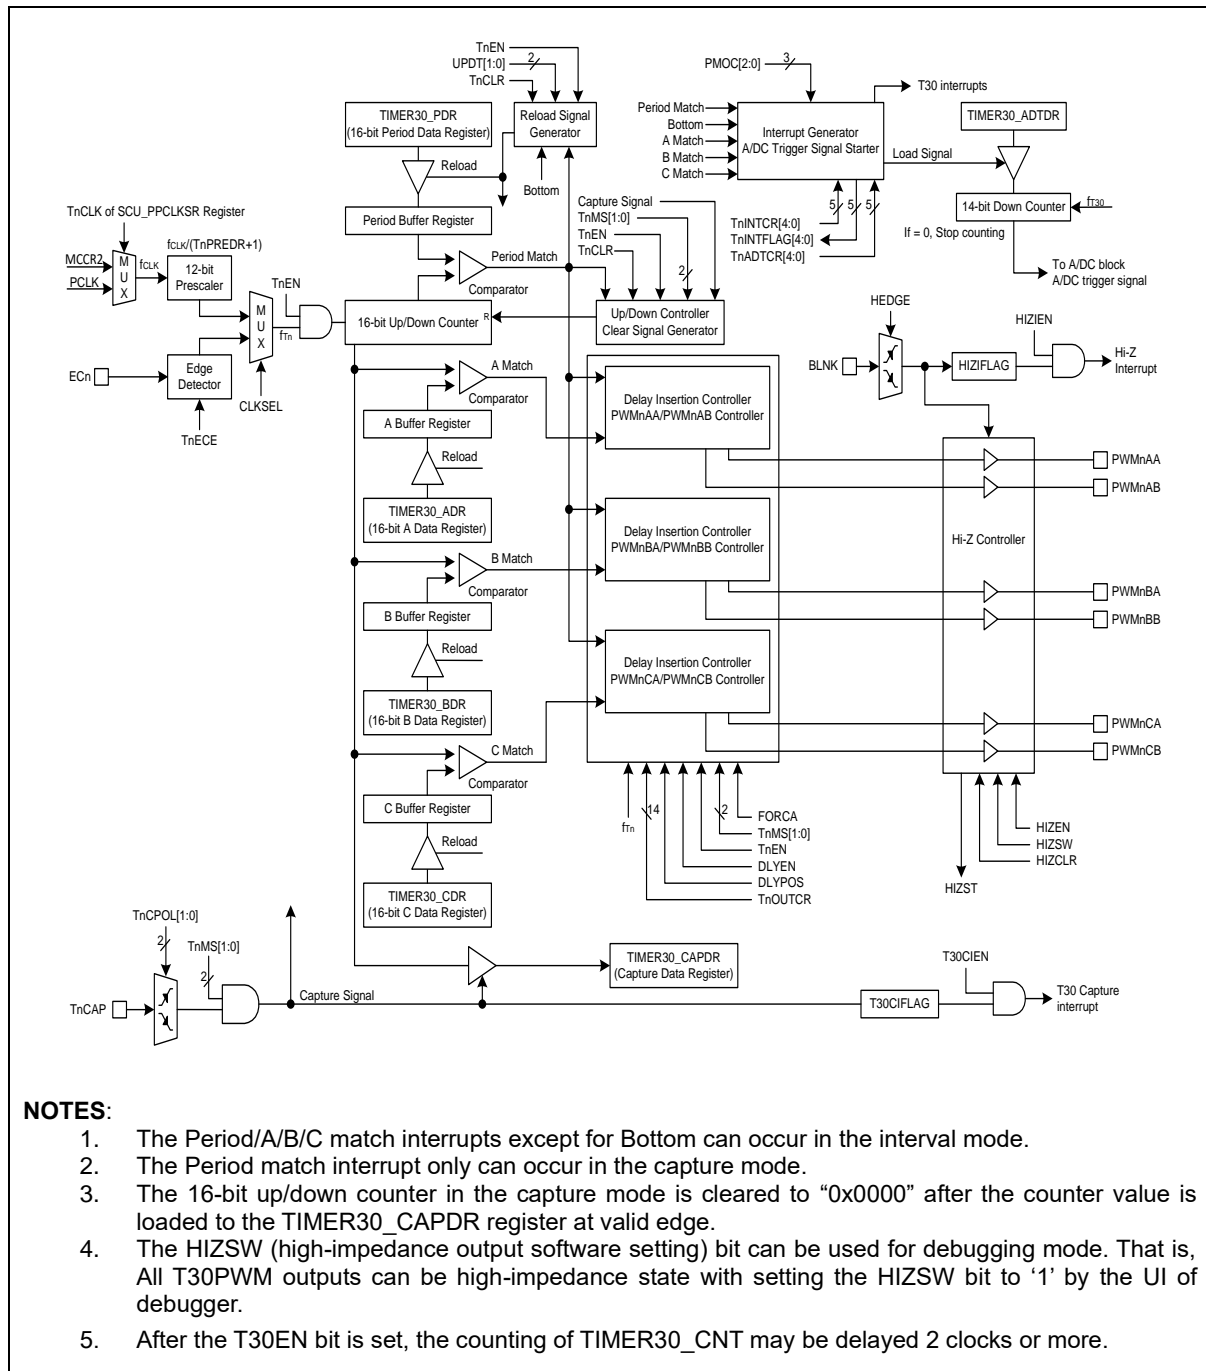 TnEN
UPDT[1:0]
2
TnCLR
TIMER30_PDR
(16-bit Period Data Register)
Reload Signal
Generator
Reload
Bottom
Period Buffer Register
PMOC[2:0]
3
T30 interrupts
Period Match
Bottom
A Match
B Match
C Match
Interrupt Generator
A/DC Trigger Signal Starter
Load Signal
TIMER30_ADTDR
14-bit Down Counter
fT30
If = 0, Stop counting
To A/DC block
A/DC trigger signal
5
5
5
TnINTCR[4:0]
TnINTFLAG[4:0]
TnADTCR[4:0]
Capture Signal
TnMS[1:0]
TnEN
TnCLR
2
TnCLK of SCU_PPCLKSR Register
MCCR2
PCLK
MUX
fCLK
fCLK/(TnPREDR+1)
12-bit
Prescaler
MUX
TnEN
fTn
ECn
Edge
Detector
TnECE
CLKSEL
Period Match
Comparator
16-bit Up/Down Counter
R
Up/Down Controller
Clear Signal Generator
HEDGE
BLNK
HIZIFLAG
HIZIEN
Hi-Z
Interrupt
A Match
Comparator
A Buffer Register
Reload
TIMER30_ADR
(16-bit A Data Register)
Delay Insertion Controller
PWMnAA/PWMnAB Controller
PWMnAA
PWMnAB
B Match
Comparator
B Buffer Register
Reload
TIMER30_BDR
(16-bit B Data Register)
Delay Insertion Controller
PWMnBA/PWMnBB Controller
Hi-Z Controller
PWMnBA
PWMnBB
C Match
Comparator
C Buffer Register
Reload
TIMER30_CDR
(16-bit C Data Register)
Delay Insertion Controller
PWMnCA/PWMnCB Controller
PWMnCA
PWMnCB
fTn
14
2
FORCA
TnMS[1:0]
TnEN
DLYEN
DLYPOS
TnOUTCR
HIZEN
HIZSW
HIZCLR
HIZST
TnCPOL[1:0]
2
TnMS[1:0]
2
TnCAP
Capture Signal
TIMER30_CAPDR
(Capture Data Register)
T30CIEN
T30CIFLAG
T30 Capture
interrupt
NOTES:
1. The Period/A/B/C match interrupts except for Bottom can occur in the interval mode.
2. The Period match interrupt only can occur in the capture mode.
3. The 16-bit up/down counter in the capture mode is cleared to “0x0000” after the counter value is
loaded to the TIMER30_CAPDR register at valid edge.
4. The HIZSW (high-impedance output software setting) bit can be used for debugging mode. That is,
All T30PWM outputs can be high-impedance state with setting the HIZSW bit to ‘1’ by the UI of
debugger.
5. After the T30EN bit is set, the counting of TIMER30_CNT may be delayed 2 clocks or more.